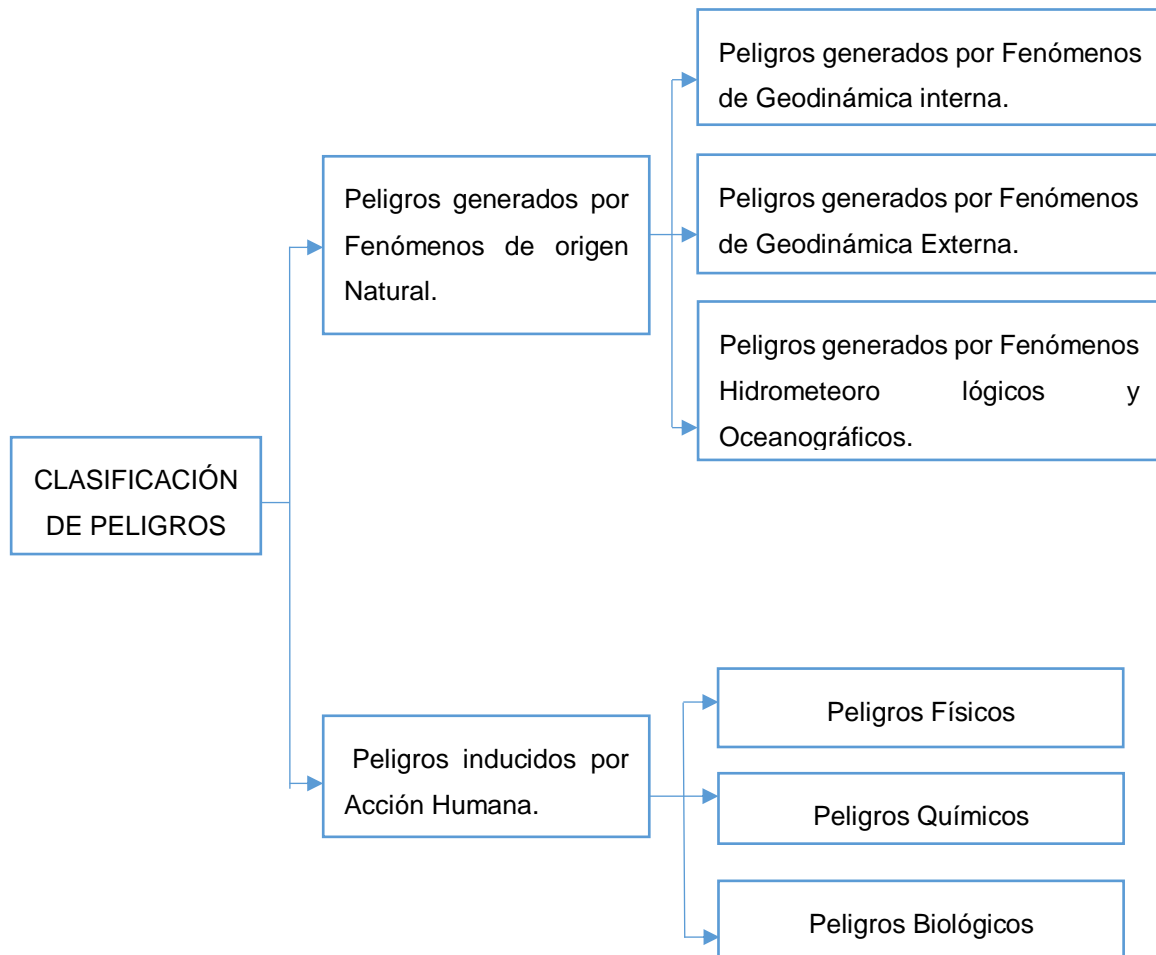 CLASIFICACIÓN
DE PELIGROS
Peligros generados por
Fenómenos de origen
Natural.
Peligros generados por Fenómenos
de Geodinámica interna.
Peligros generados por Fenómenos
de Geodinámica Externa.
Peligros generados por Fenómenos
Hidrometeoro lógicos y
Oceanográficos.
Peligros inducidos por
Acción Humana.
Peligros Físicos
Peligros Químicos
Peligros Biológicos